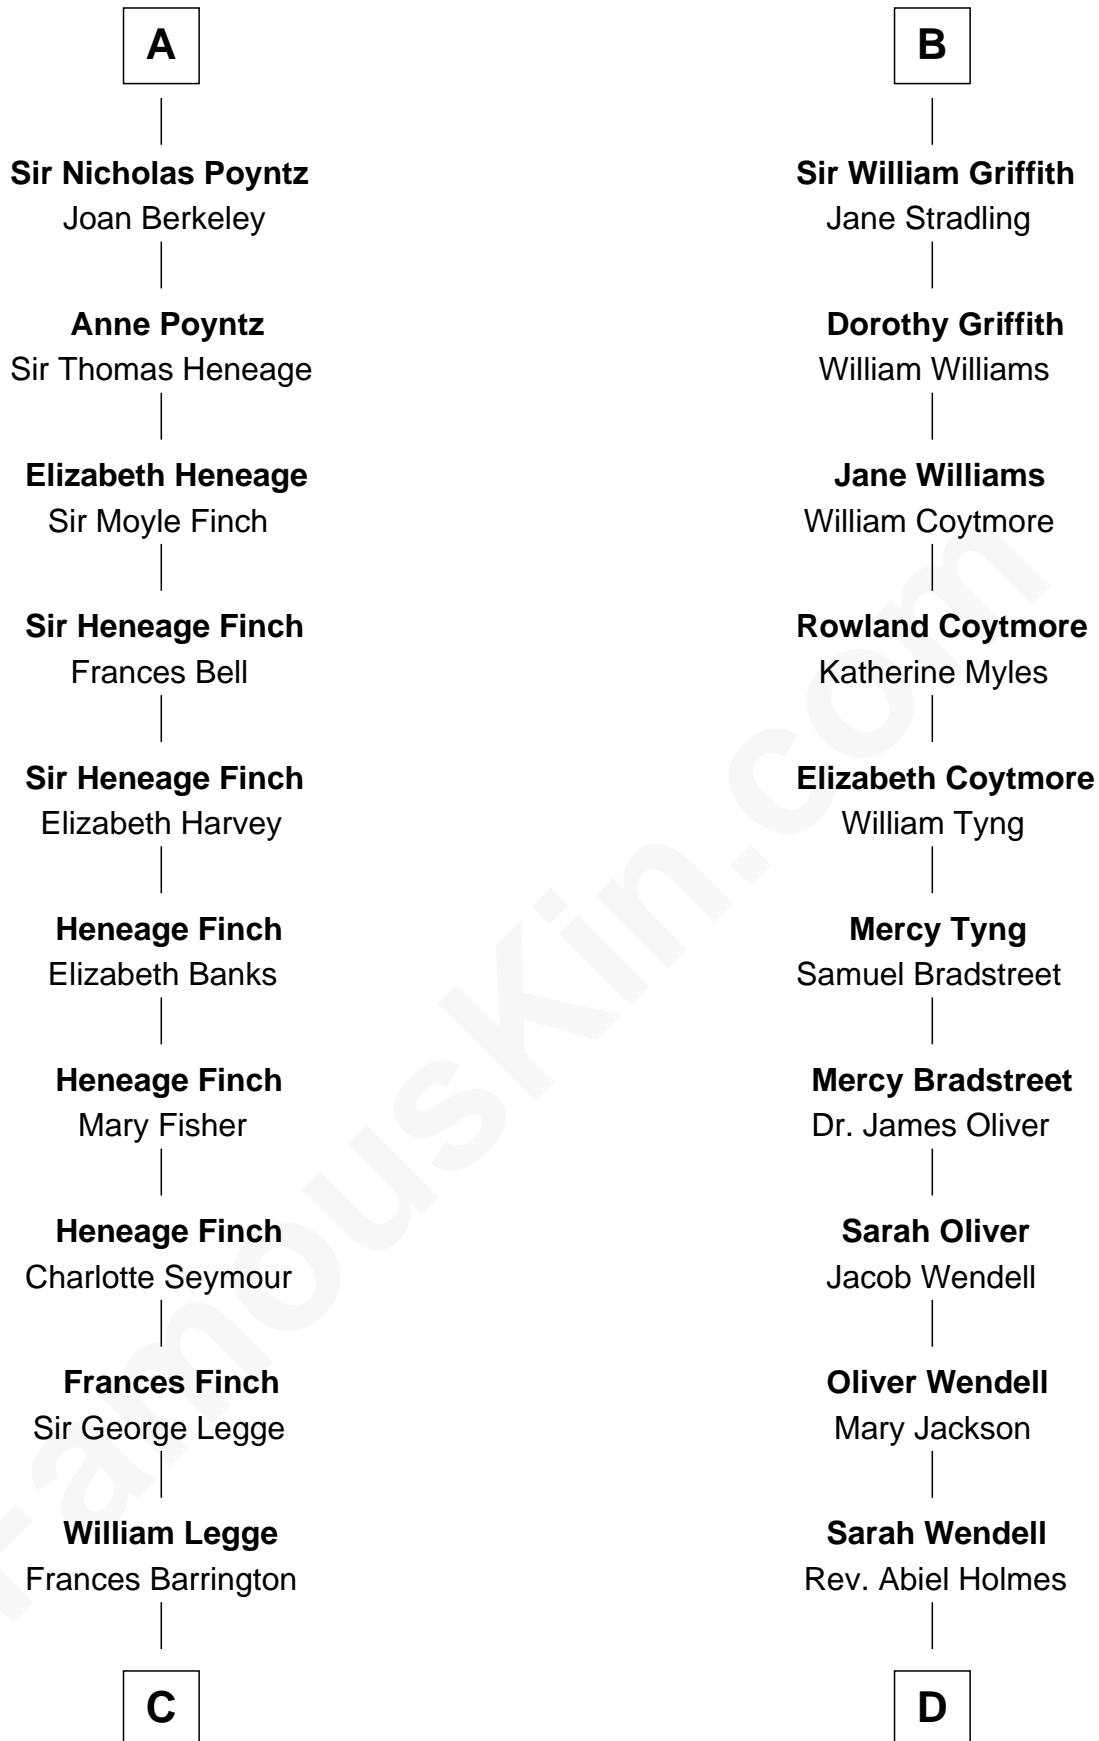 A
Sir Nicholas Poyntz
Joan Berkeley
Anne Poyntz
Sir Thomas Heneage
Elizabeth Heneage
Sir Moyle Finch
Sir Heneage Finch
Frances Bell
Sir Heneage Finch
Elizabeth Harvey
Heneage Finch
Elizabeth Banks
Heneage Finch
Mary Fisher
Heneage Finch
Charlotte Seymour
Frances Finch
Sir George Legge
William Legge
Frances Barrington
C
B
Sir William Griffith
Jane Stradling
Dorothy Griffith
William Williams
Jane Williams
William Coytmore
Rowland Coytmore
Katherine Myles
Elizabeth Coytmore
William Tyng
Mercy Tyng
Samuel Bradstreet
Mercy Bradstreet
Dr. James Oliver
Sarah Oliver
Jacob Wendell
Oliver Wendell
Mary Jackson
Sarah Wendell
Rev. Abiel Holmes
D
FamousKin.com